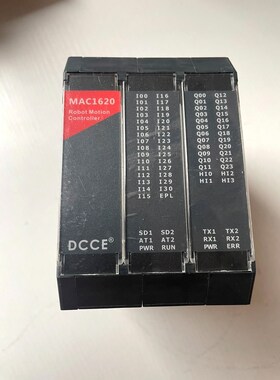 MAC1620
Robot Motion
Controller
DCCE®
I00 I16
I01 I17
I02 I18
I03 I19
I04 I20
I05 I21
I06 I22
I07 I23
I08 I24
I09 I25
I10 I26
I11 I27
I12 I28
I13 I29
I14 I30
I15 EPL
SD1 SD2
AT1 AT2
PWR RUN
Q00 Q12
Q01 Q13
Q02 Q14
Q03 Q15
Q04 Q16
Q05 Q17
Q06 Q18
Q07 Q19
Q08 Q20
Q09 Q21
Q10 Q22
Q11 Q23
HI0 HI2
HI1 HI3
TX1 TX2
RX1 RX2
PWR ERR